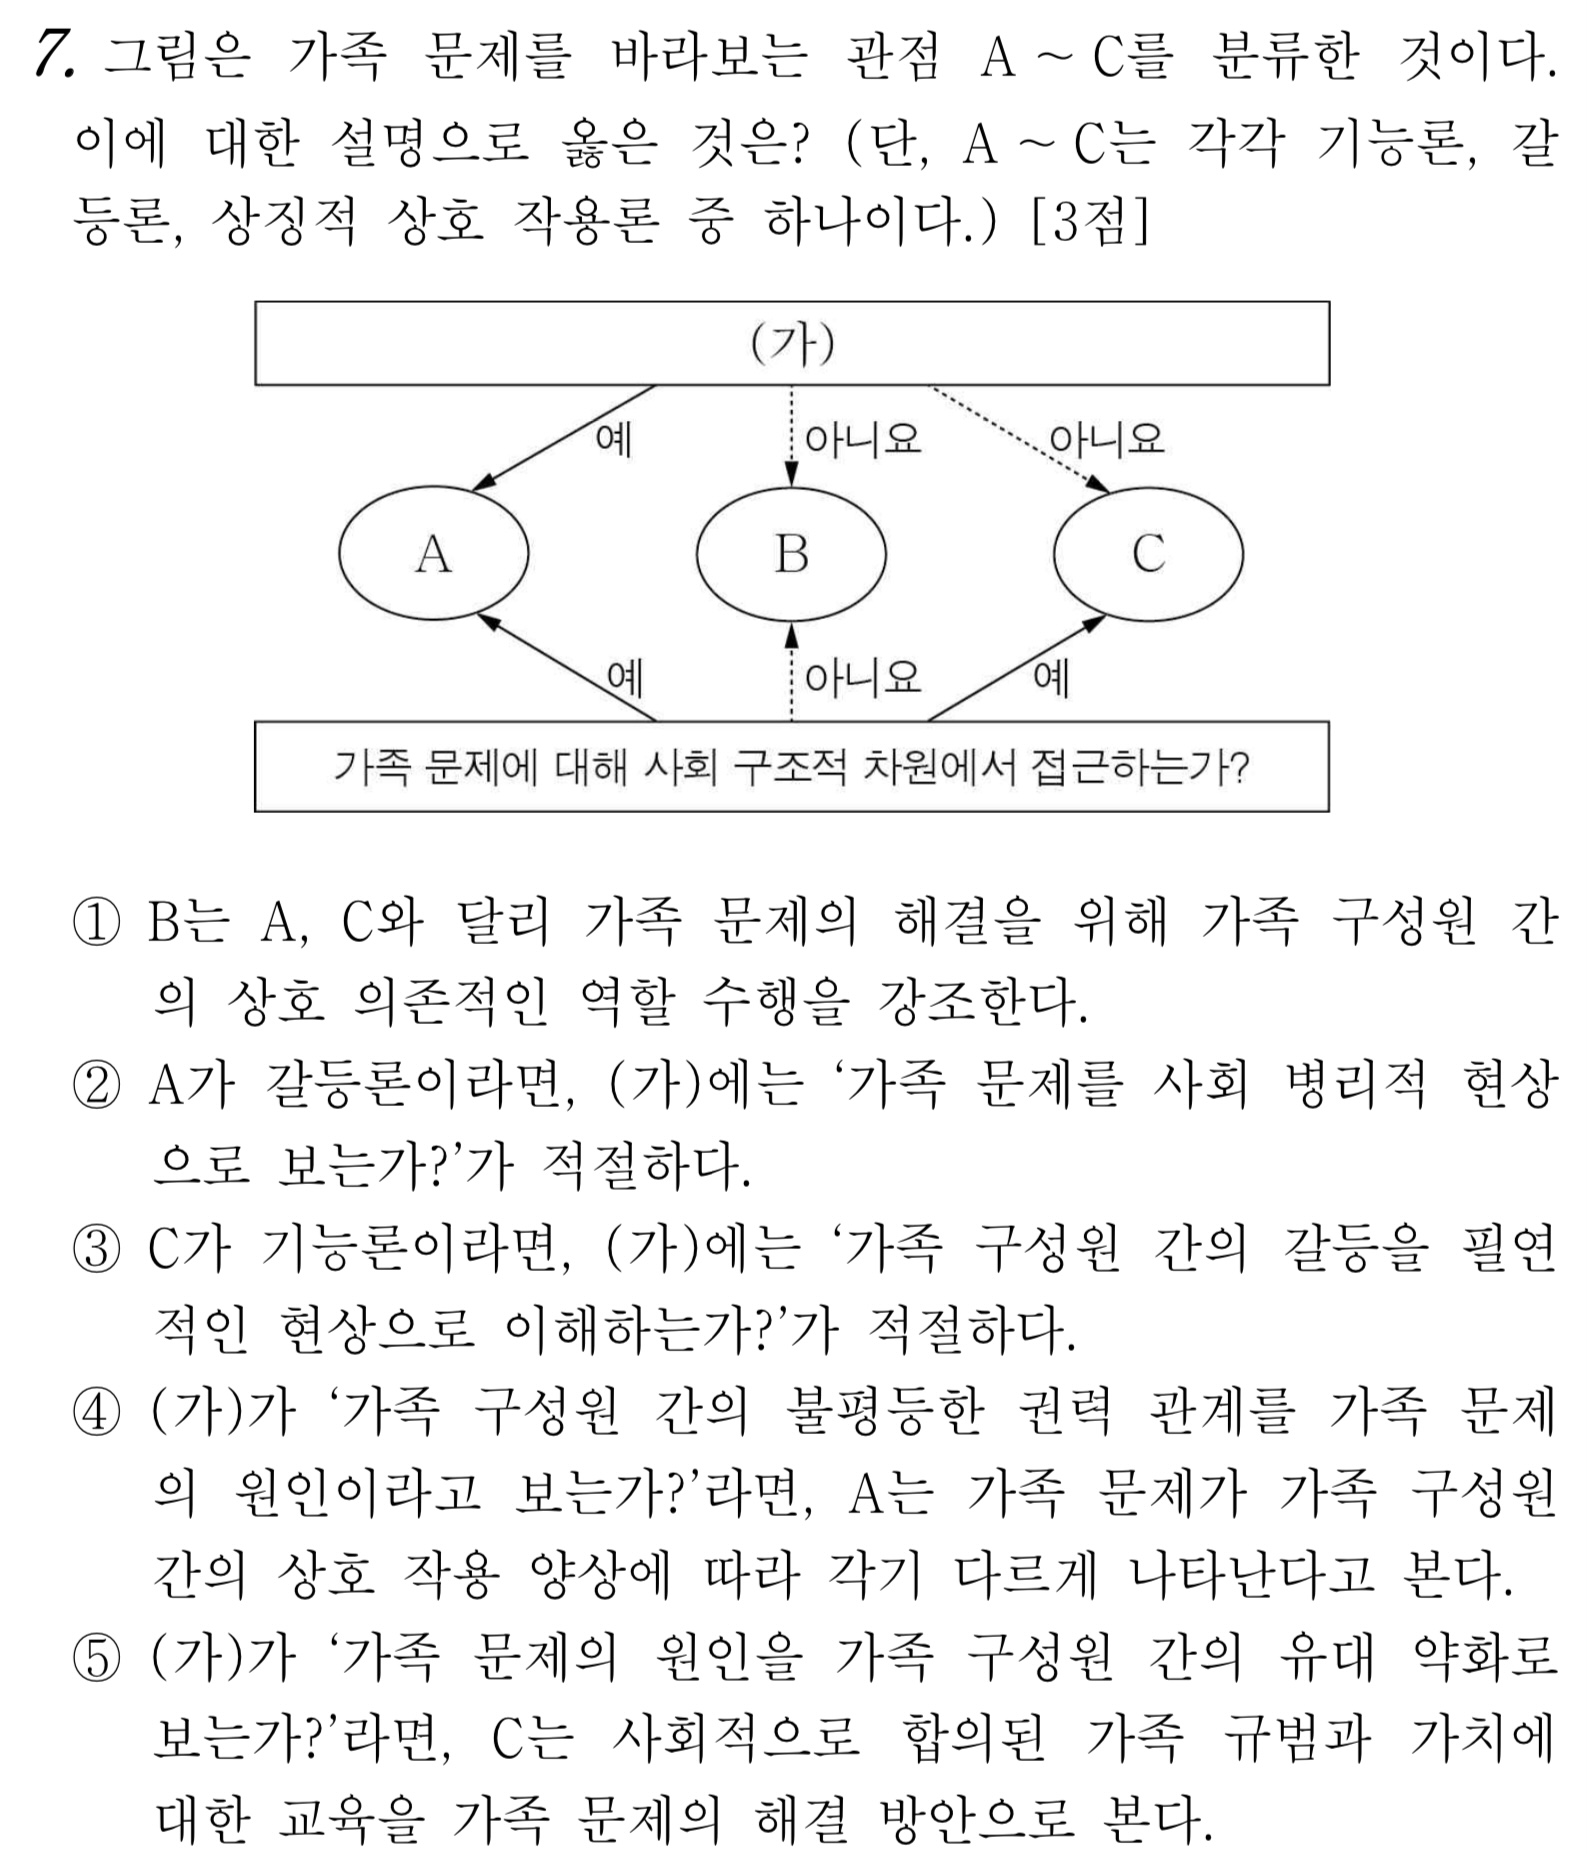 7. 그림은 가족 문제를 바라보는 관점 A ~ C를 분류한 것이다.
이에 대한 설명으로 옳은 것은? (단, A ~ C는 각각 기능론, 갈
등론, 상징적 상호 작용론 중 하나이다.) [3점]
(가)
예 아니요 아니요
A B C
예 아니요 예
가족 문제에 대해 사회 구조적 차원에서 접근하는가?
① B는 A, C와 달리 가족 문제의 해결을 위해 가족 구성원 간
의 상호 의존적인 역할 수행을 강조한다.
② A가 갈등론이라면, (가)에는 ‘가족 문제를 사회 병리적 현상
으로 보는가?’가 적절하다.
③ C가 기능론이라면, (가)에는 ‘가족 구성원 간의 갈등을 필연
적인 현상으로 이해하는가?’가 적절하다.
④ (가)가 ‘가족 구성원 간의 불평등한 권력 관계를 가족 문제
의 원인이라고 보는가?’라면, A는 가족 문제가 가족 구성원
간의 상호 작용 양상에 따라 각기 다르게 나타난다고 본다.
⑤ (가)가 ‘가족 문제의 원인을 가족 구성원 간의 유대 약화로
보는가?’라면, C는 사회적으로 합의된 가족 규범과 가치에
대한 교육을 가족 문제의 해결 방안으로 본다.